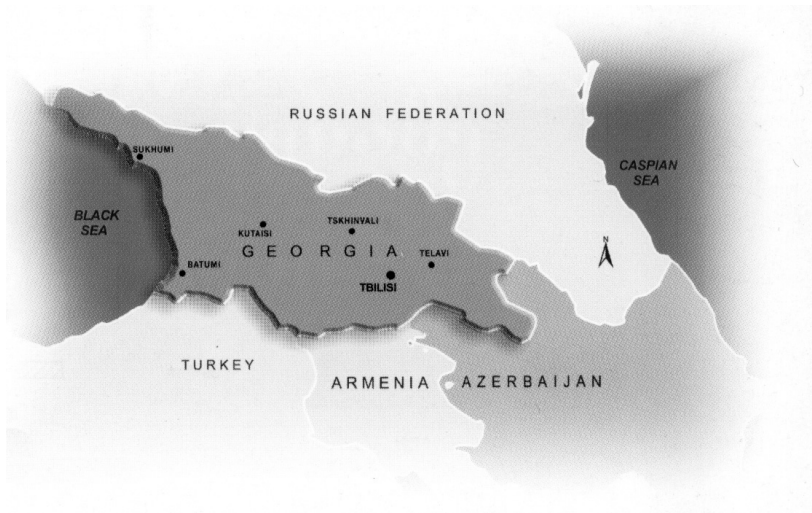 RUSSIAN FEDERATION
SUKHUMI
CASPIAN
SEA
BLACK
SEA
KUTAISI
TSKHINVALI
GEORGIA
TELAVI
BATUMI
TBILISI
N
TURKEY
ARMENIA
AZERBAIJAN